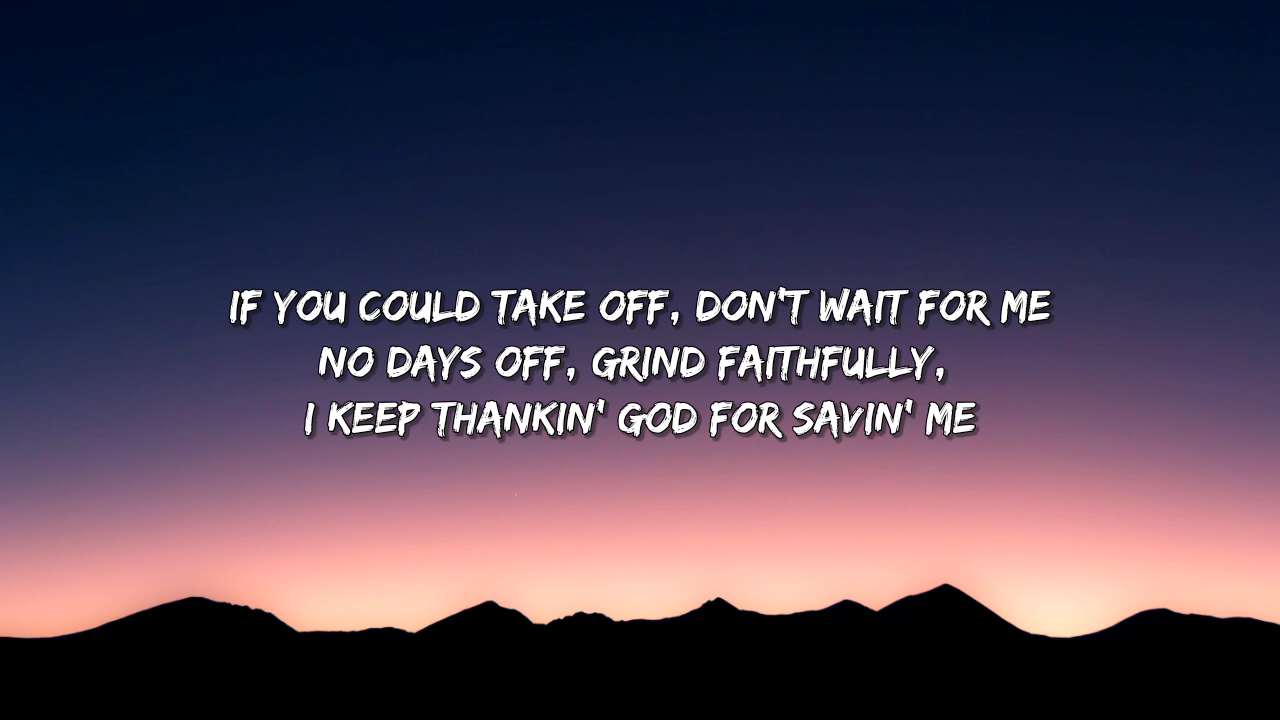 IF YOU COULD TAKE OFF, DON'T WAIT FOR ME
NO DAYS OFF, GRIND FAITHFULLY,
I KEEP THANKIN' GOD FOR SAVIN' ME